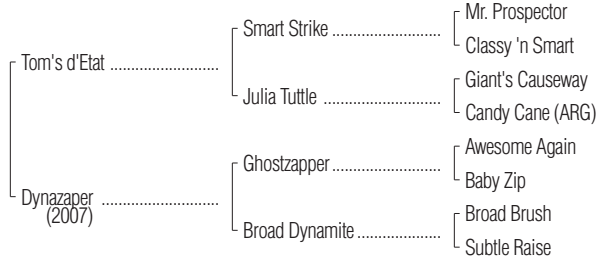 Mr. Prospector
Smart Strike ..........................
Classy 'n Smart
Tom's d'Etat ..........................
Giant's Causeway
Julia Tuttle ............................
Candy Cane (ARG)
Awesome Again
Ghostzapper..........................
Baby Zip
Dynazaper ............................
(2007)
Broad Brush
Broad Dynamite....................
Subtle Raise